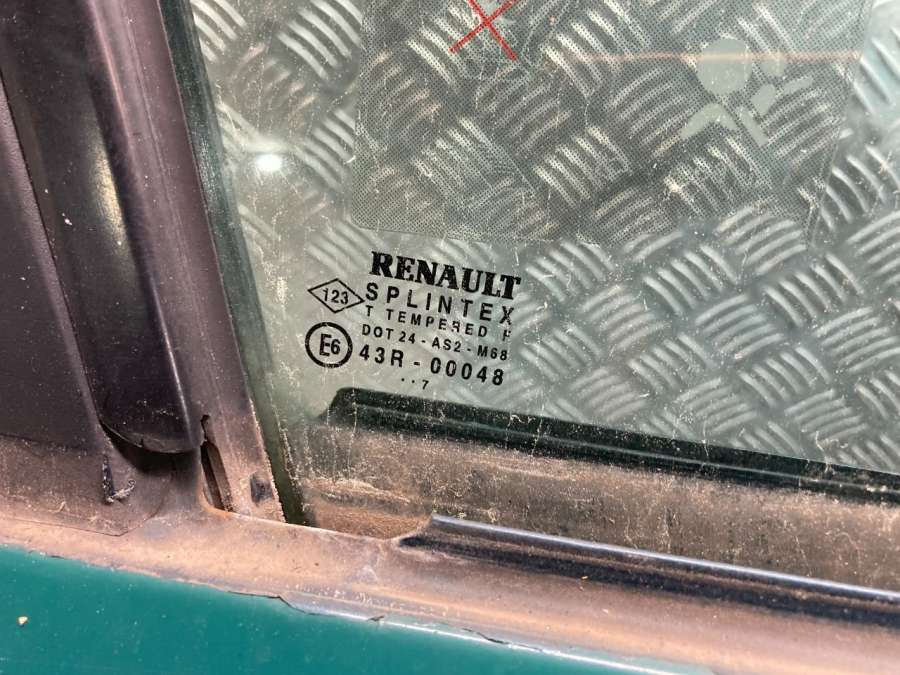 RENAULT
123 SPLINTEX
T TEMPERED F
DOT 24 - AS2 - M68
E6 43R - 00048
..7